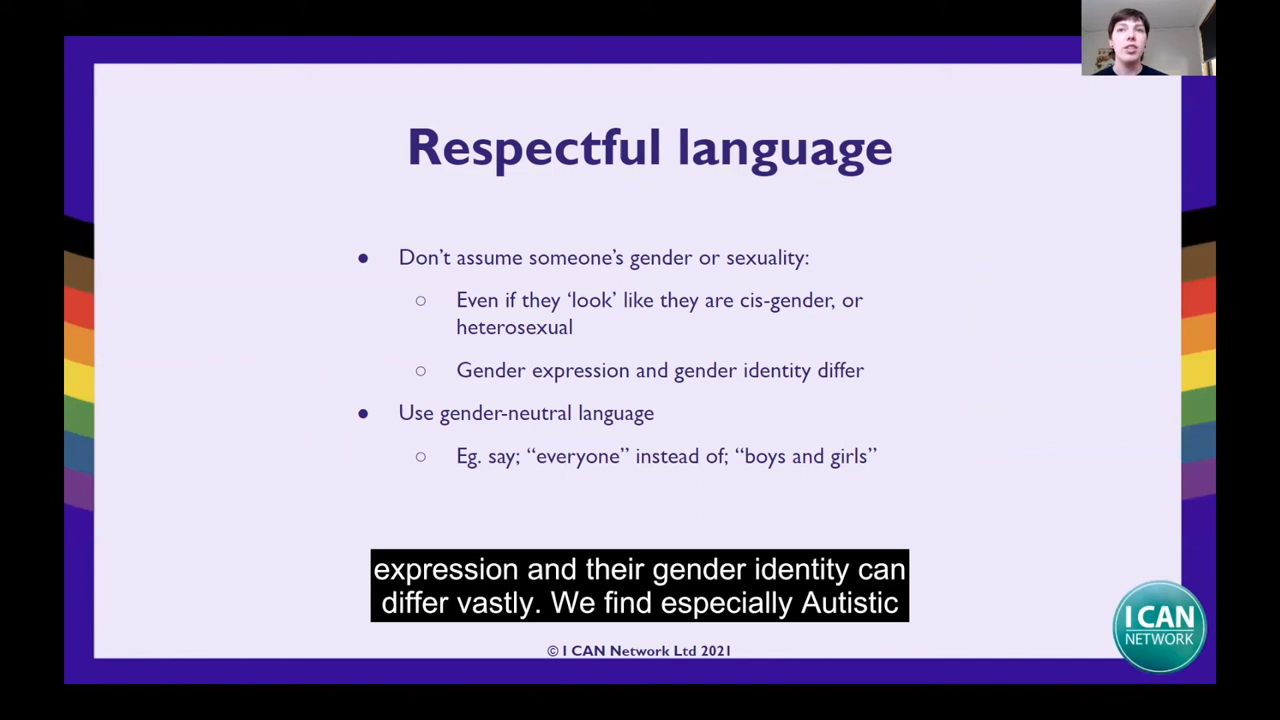 Respectful language
● Don’t assume someone’s gender or sexuality:
○ Even if they ‘look’ like they are cis-gender, or
heterosexual
○ Gender expression and gender identity differ
● Use gender-neutral language
○ Eg. say; “everyone” instead of; “boys and girls”
expression and their gender identity can
differ vastly. We find especially Autistic
I CAN
NETWORK
© I CAN Network Ltd 2021